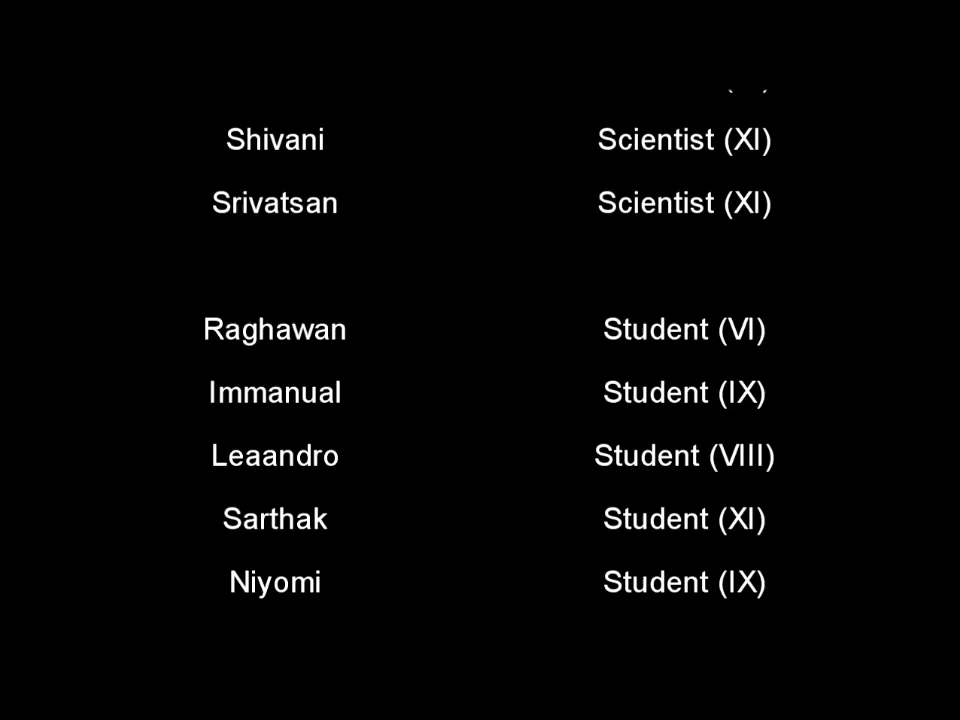 Shivani Scientist (XI)
Srivatsan Scientist (XI)
Raghawan Student (VI)
Immanual Student (IX)
Leaandro Student (VIII)
Sarthak Student (XI)
Niyomi Student (IX)